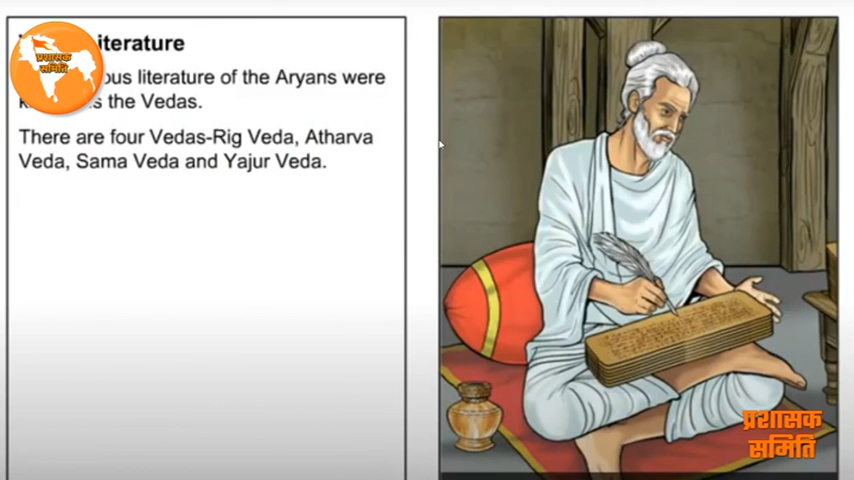 प्रशासक
समिति
iterature
ous literature of the Aryans were
s the Vedas.
There are four Vedas-Rig Veda, Atharva
Veda, Sama Veda and Yajur Veda.
प्रशासक
समिति